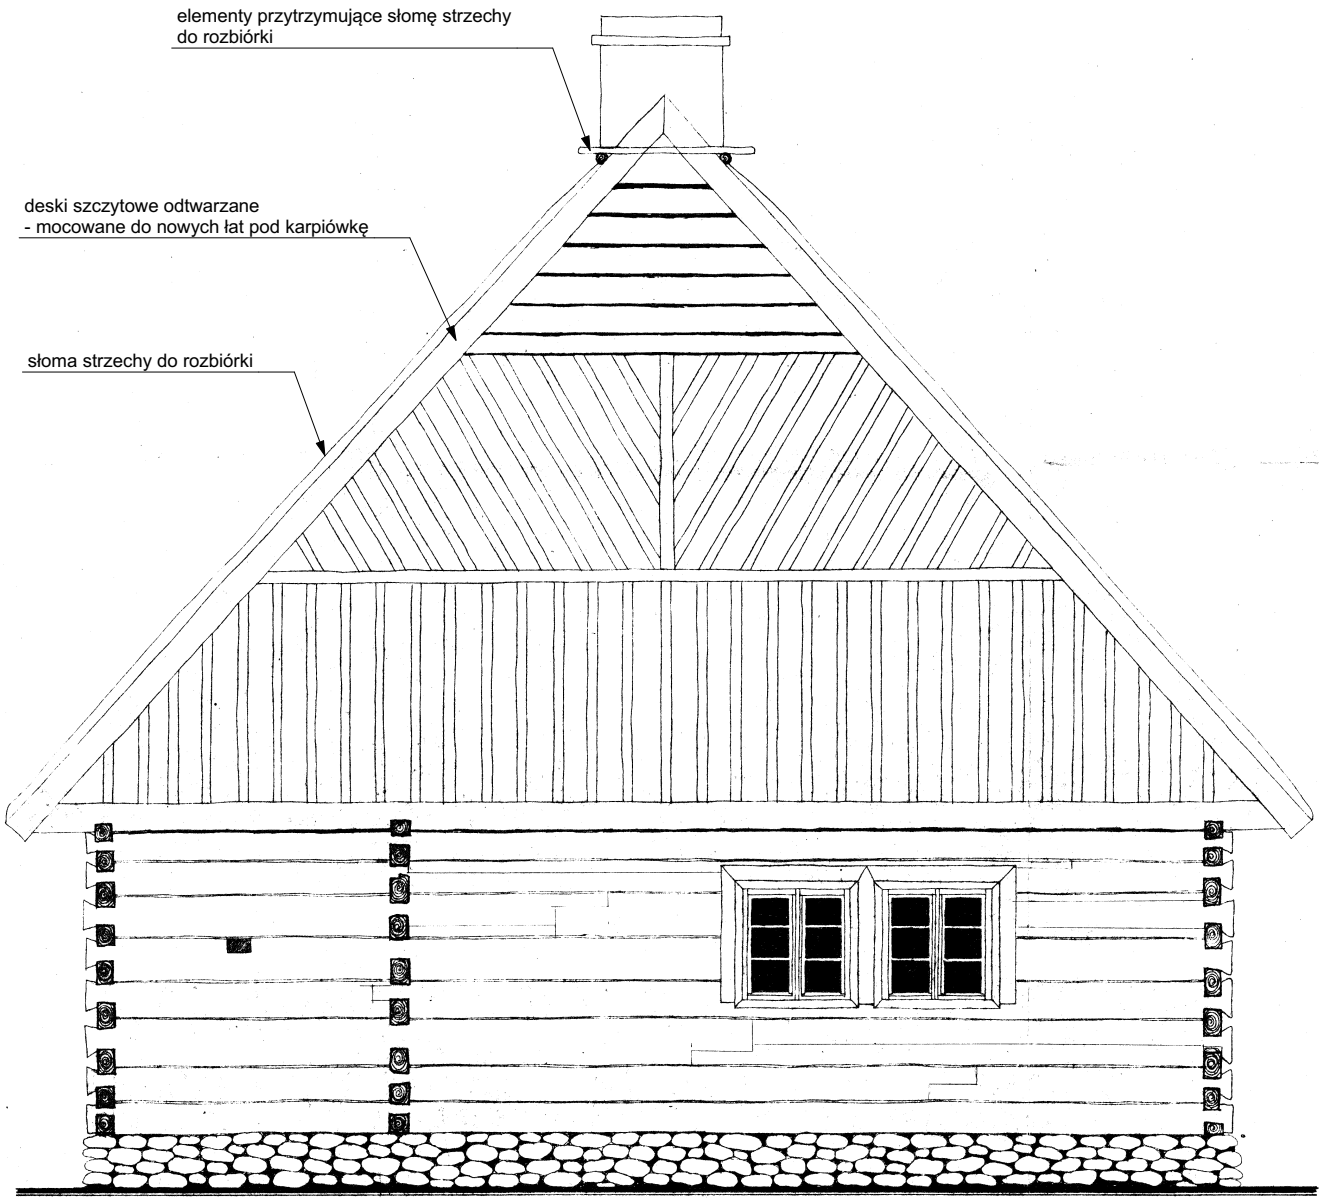 elementy przytrzymujące słomę strzechy
do rozbiórki
deski szczytowe odtwarzane
- mocowane do nowych łat pod karpiówkę
słoma strzechy do rozbiórki